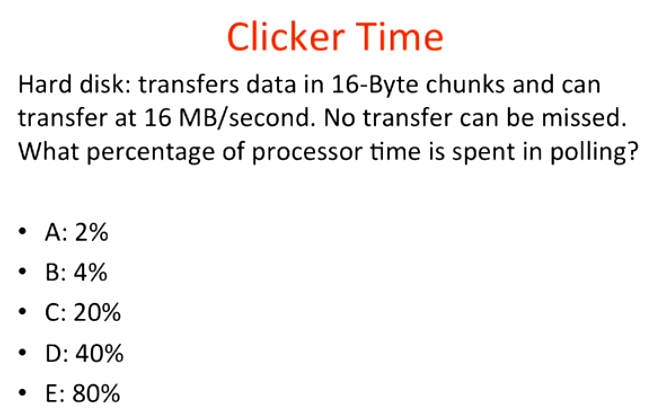 Clicker Time
Hard disk: transfers data in 16-Byte chunks and can
transfer at 16 MB/second. No transfer can be missed.
What percentage of processor time is spent in polling?
• A: 2%
• B: 4%
• C: 20%
• D: 40%
• E: 80%